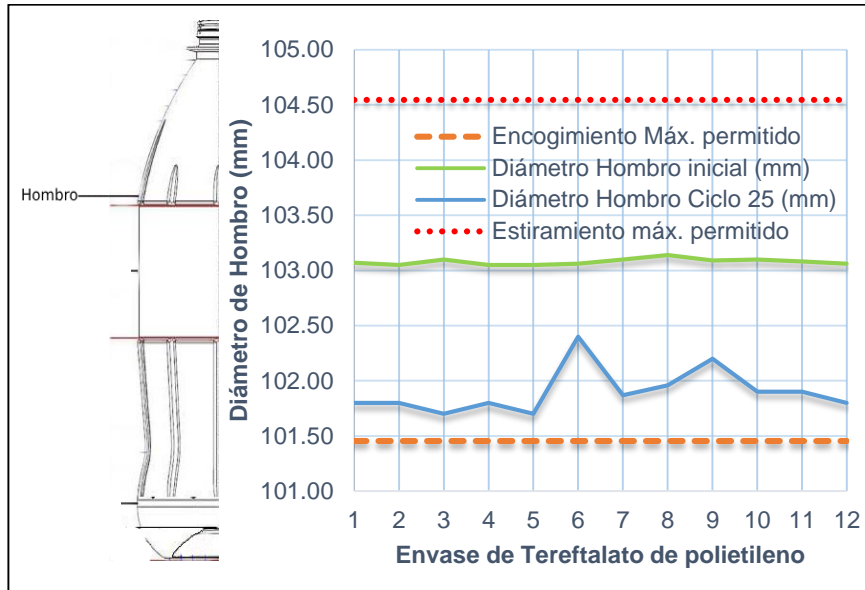 Hombro
Diámetro de Hombro (mm)
105.00
104.50
104.00
103.50
103.00
102.50
102.00
101.50
101.00
Encogimiento Máx. permitido
Diámetro Hombro inicial (mm)
Diámetro Hombro Ciclo 25 (mm)
Estiramiento máx. permitido
1 2 3 4 5 6 7 8 9 10 11 12
Envase de Tereftalato de polietileno